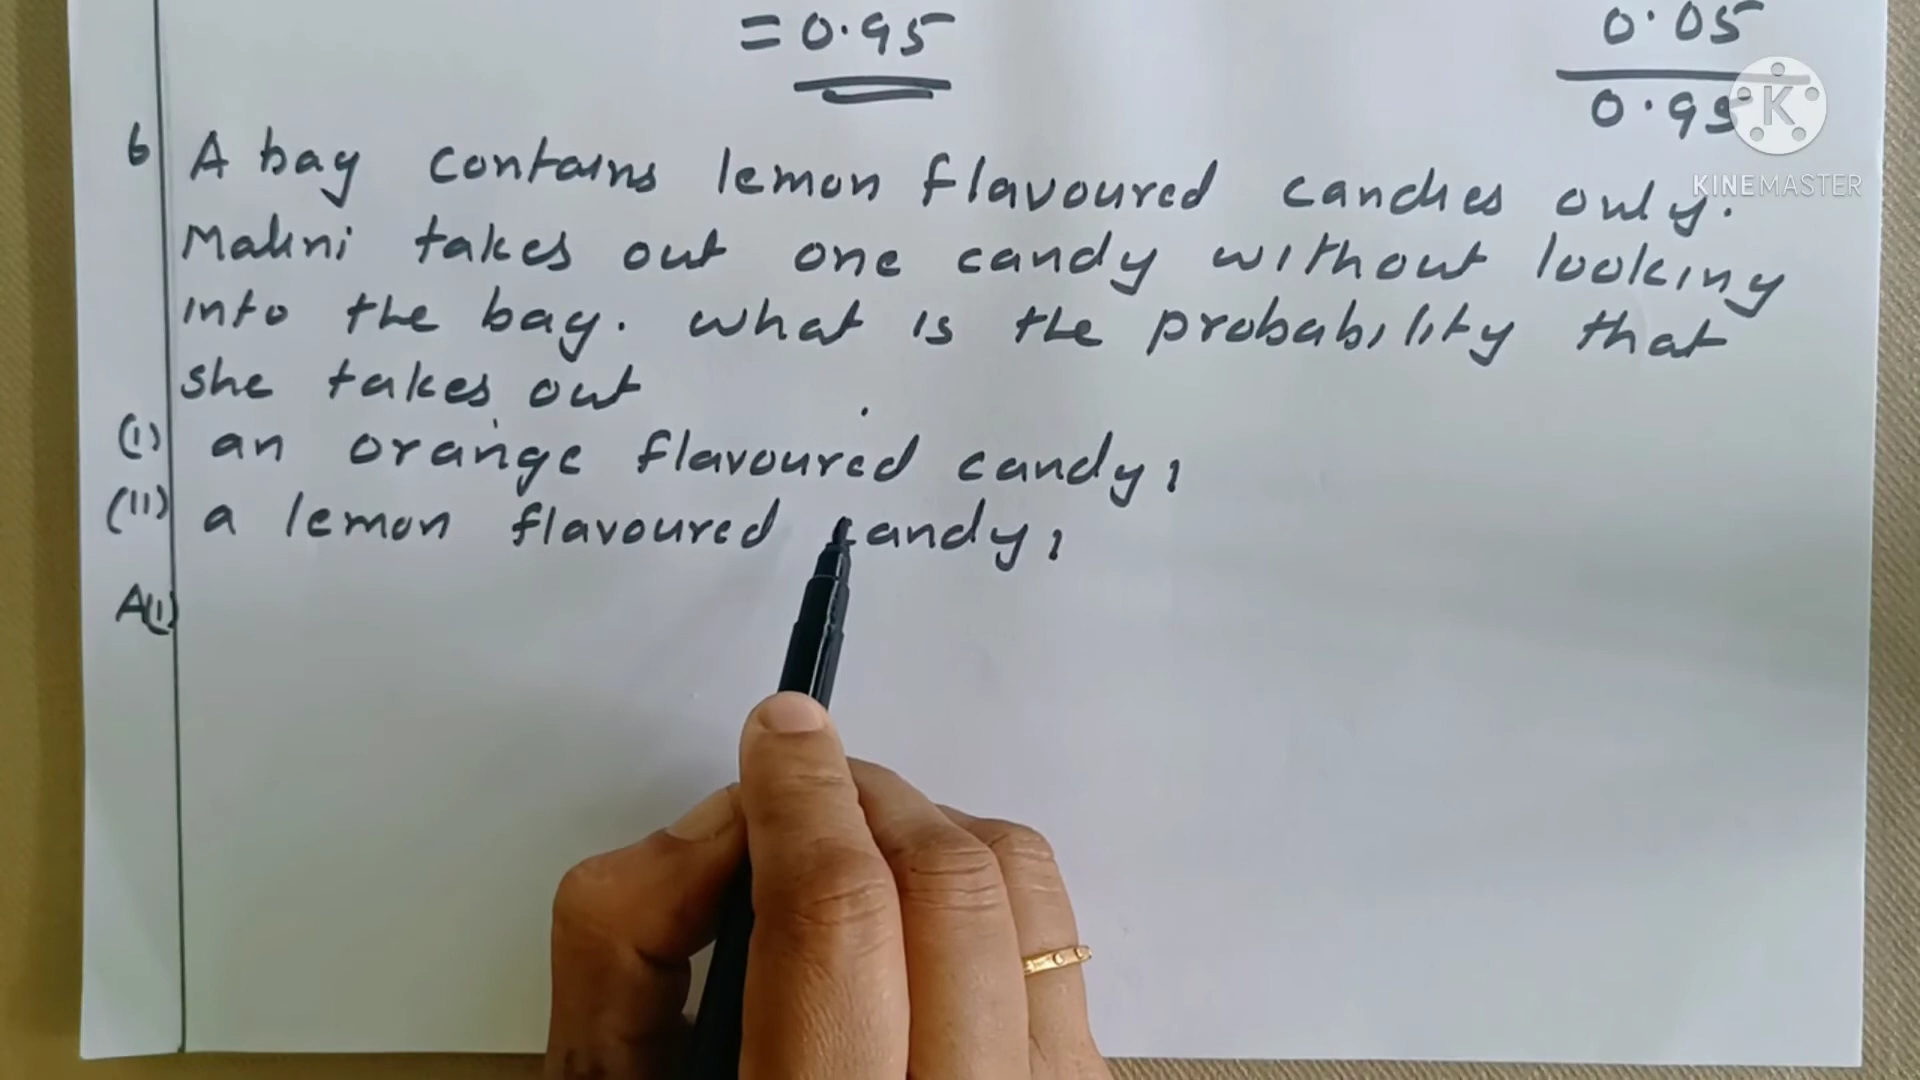 = 0.95
0.05
0.95
KINEMASTER
6 A bag contains lemon flavoured candies only.
Malini takes out one candy without looking
into the bag. What is the probability that
she takes out
(i) an orange flavoured candy?
(ii) a lemon flavoured candy?
A(i)